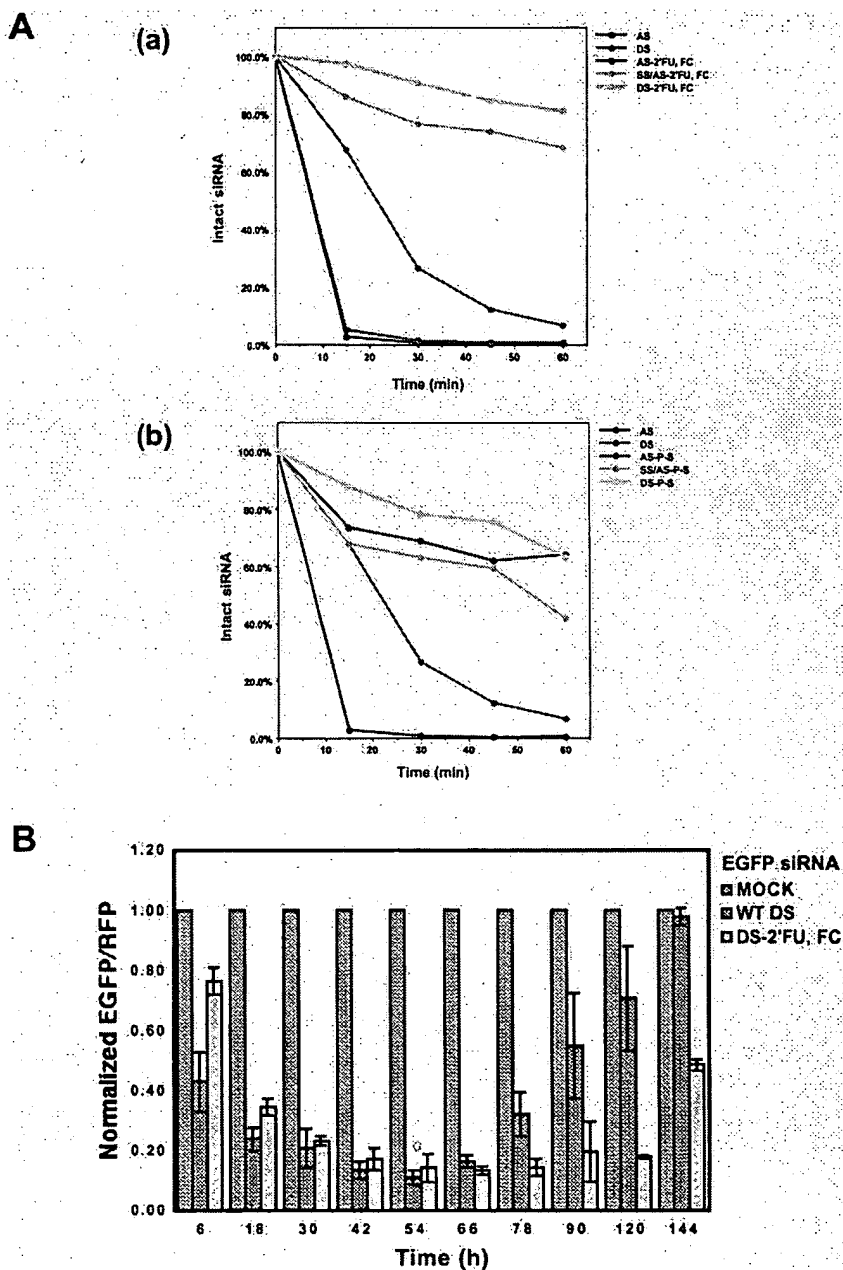 A
(a)
AS
DS
AS-2'FU, FC
SS/AS-2'FU, FC
DS-2'FU, FC
100.0%
80.0%
60.0%
40.0%
20.0%
0.0%
Intact siRNA
0 10 20 30 40 50 60
Time (min)
(b)
AS
DS
AS-P-S
SS/AS-P-S
DS-P-S
100.0%
80.0%
60.0%
40.0%
20.0%
0.0%
Intact siRNA
0 10 20 30 40 50 60
Time (min)
B
EGFP siRNA
MOCK
WT DS
DS-2'FU, FC
1.20
1.00
0.80
0.60
0.40
0.20
0.00
Normalized EGFP/RFP
6 18 30 42 54 66 78 90 120 144
Time (h)